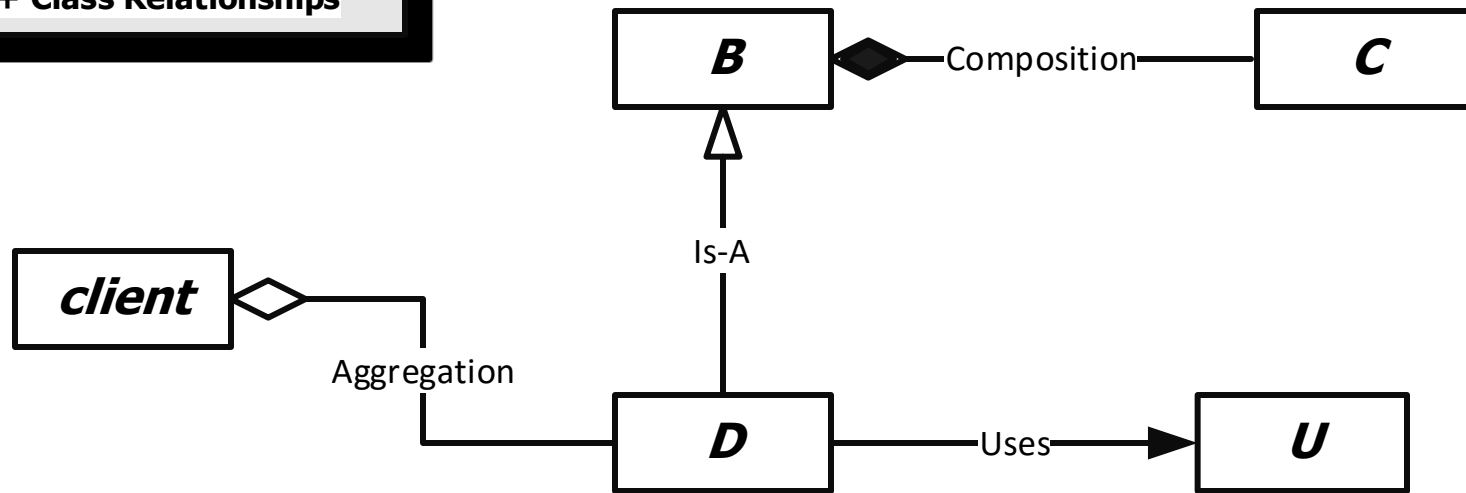 + Class Relationships
B
Composition
C
Is-A
client
Aggregation
D
Uses
U